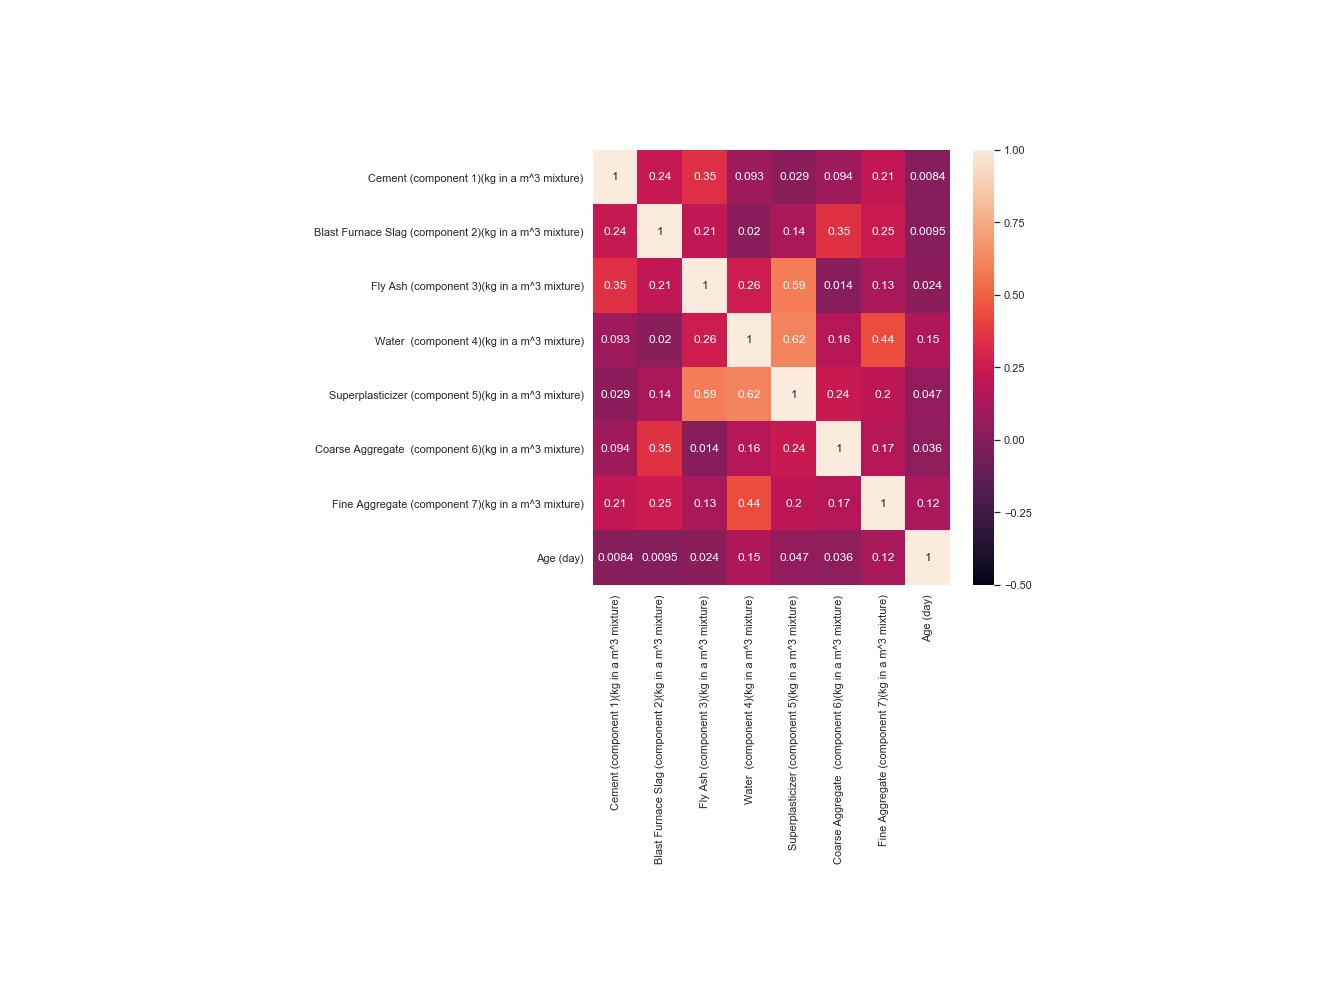 Cement (component 1)(kg in a m^3 mixture) 1 0.24 0.35 0.093 0.029 0.094 0.21 0.0084
Blast Furnace Slag (component 2)(kg in a m^3 mixture) 0.24 1 0.21 0.02 0.14 0.35 0.25 0.0095
Fly Ash (component 3)(kg in a m^3 mixture) 0.35 0.21 1 0.26 0.59 0.014 0.13 0.024
Water  (component 4)(kg in a m^3 mixture) 0.093 0.02 0.26 1 0.62 0.16 0.44 0.15
Superplasticizer (component 5)(kg in a m^3 mixture) 0.029 0.14 0.59 0.62 1 0.24 0.2 0.047
Coarse Aggregate  (component 6)(kg in a m^3 mixture) 0.094 0.35 0.014 0.16 0.24 1 0.17 0.036
Fine Aggregate (component 7)(kg in a m^3 mixture) 0.21 0.25 0.13 0.44 0.2 0.17 1 0.12
Age (day) 0.0084 0.0095 0.024 0.15 0.047 0.036 0.12 1
Cement (component 1)(kg in a m^3 mixture)
Blast Furnace Slag (component 2)(kg in a m^3 mixture)
Fly Ash (component 3)(kg in a m^3 mixture)
Water  (component 4)(kg in a m^3 mixture)
Superplasticizer (component 5)(kg in a m^3 mixture)
Coarse Aggregate  (component 6)(kg in a m^3 mixture)
Fine Aggregate (component 7)(kg in a m^3 mixture)
Age (day)
1.00
0.75
0.50
0.25
0.00
−0.25
−0.50